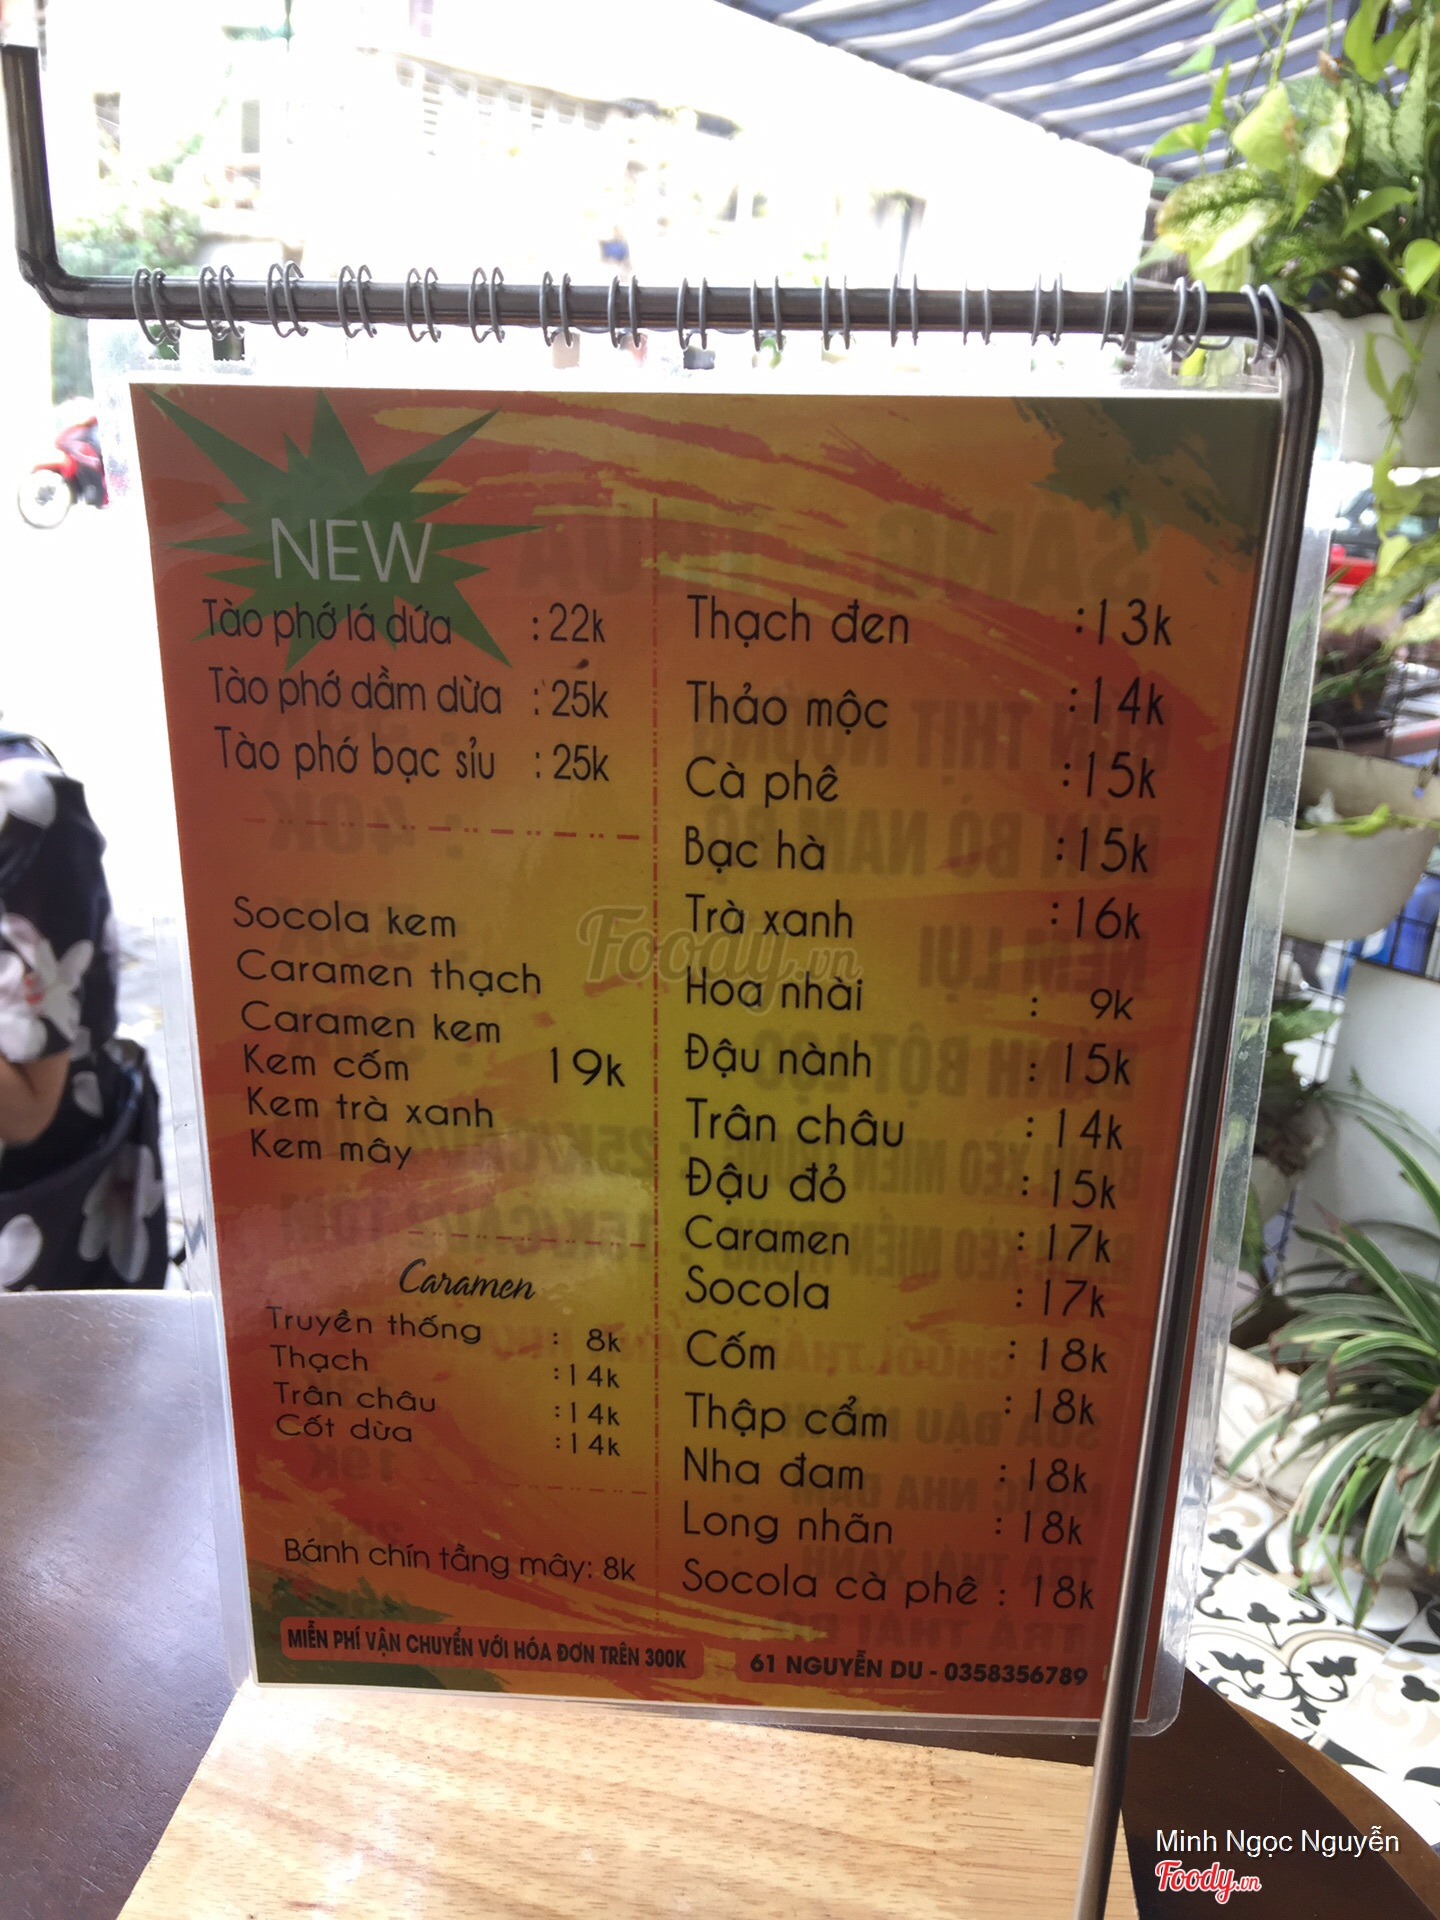 NEW
Tào phớ lá dứa : 22k
Tào phớ dầm dừa : 25k
Tào phớ bạc sỉu : 25k
Socola kem
Caramen thạch
Caramen kem
Kem cốm 19k
Kem trà xanh
Kem mây
Caramen
Truyền thống : 8k
Thạch :14k
Trân châu :14k
Cốt dừa :14k
Bánh chín tầng mây: 8k
MIỄN PHÍ VẬN CHUYỂN VỚI HÓA ĐƠN TRÊN 300K
Thạch đen :13k
Thảo mộc :14k
Cà phê :15k
Bạc hà :15k
Trà xanh :16k
Hoa nhài : 9k
Đậu nành : 15k
Trân châu : 14k
Đậu đỏ : 15k
Caramen : 17k
Socola : 17k
Cốm : 18k
Thập cẩm : 18k
Nha đam : 18k
Long nhãn : 18k
Socola cà phê : 18k
61 NGUYỄN DU - 0358356789
Foody.vn
Minh Ngọc Nguyễn
Foody.vn